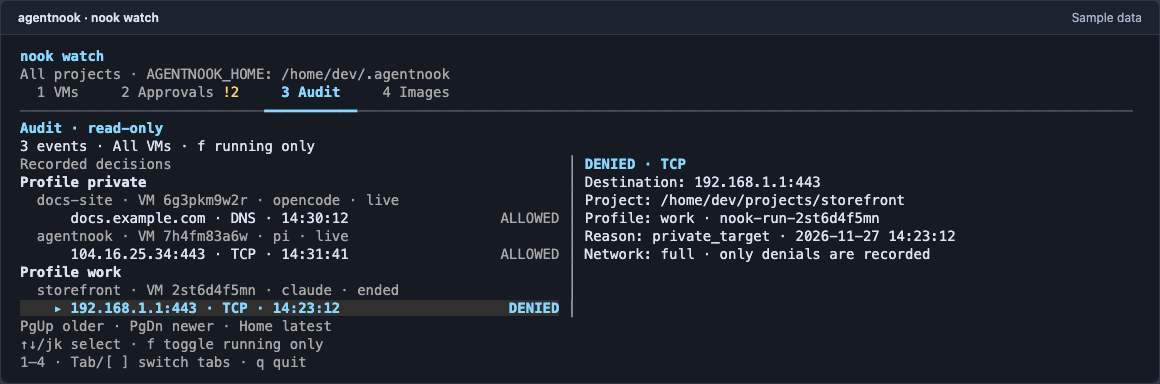 agentnook · nook watch
Sample data
nook watch
All projects · AGENTNOOK_HOME: /home/dev/.agentnook
1 VMs 2 Approvals !2 3 Audit 4 Images
Audit · read-only
3 events · All VMs · f running only
Recorded decisions
Profile private
docs-site · VM 6g3pkm9w2r · opencode · live
docs.example.com · DNS · 14:30:12 ALLOWED
agentnook · VM 7h4fm83a6w · pi · live
104.16.25.34:443 · TCP · 14:31:41 ALLOWED
Profile work
storefront · VM 2st6d4f5mn · claude · ended
▸ 192.168.1.1:443 · TCP · 14:23:12 DENIED
DENIED · TCP
Destination: 192.168.1.1:443
Project: /home/dev/projects/storefront
Profile: work · nook-run-2st6d4f5mn
Reason: private_target · 2026-11-27 14:23:12
Network: full · only denials are recorded
PgUp older · PgDn newer · Home latest
↑↓/jk select · f toggle running only
1–4 · Tab/[ ] switch tabs · q quit